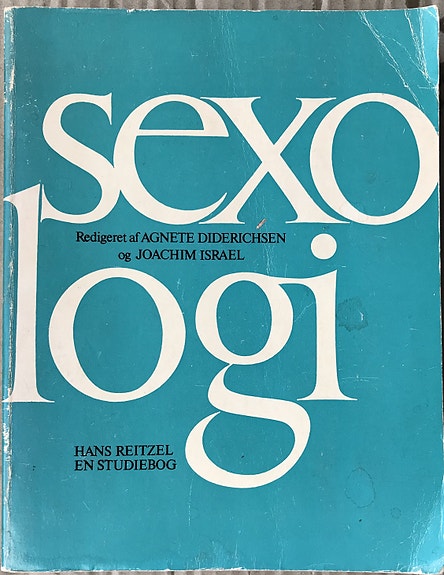 sexo
Redigeret af AGNETE DIDERICHSEN
og JOACHIM ISRAEL
logi
HANS REITZEL
EN STUDIEBOG